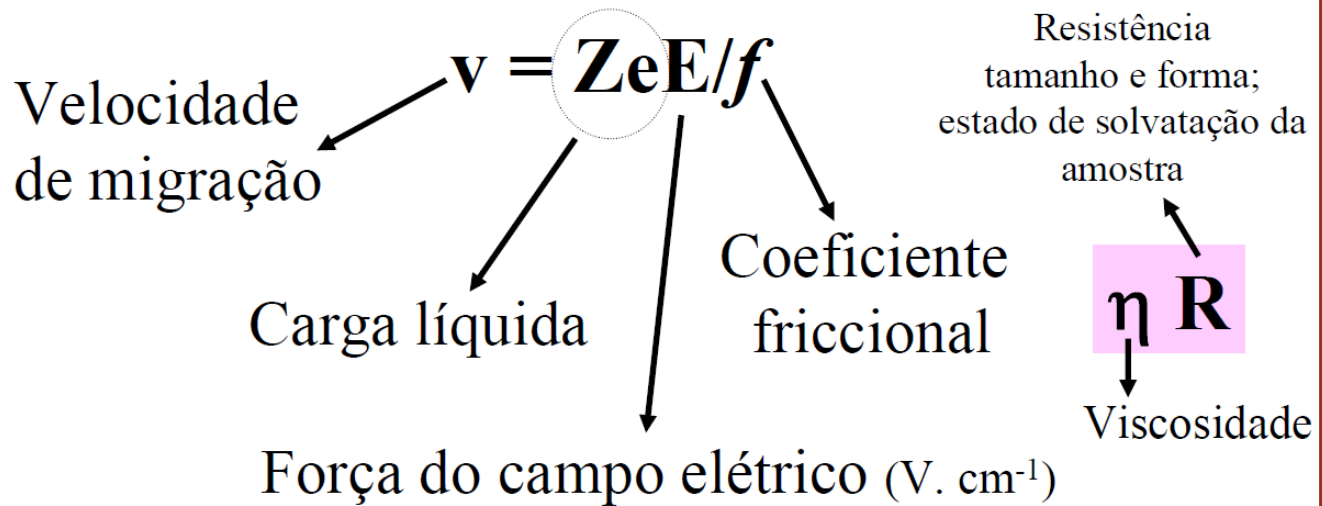 v = ZeE/f
Velocidade
de migração
Carga líquida
Força do campo elétrico (V. cm⁻¹)
Coeficiente
friccional
Resistência
tamanho e forma;
estado de solvatação da
amostra
η R
Viscosidade